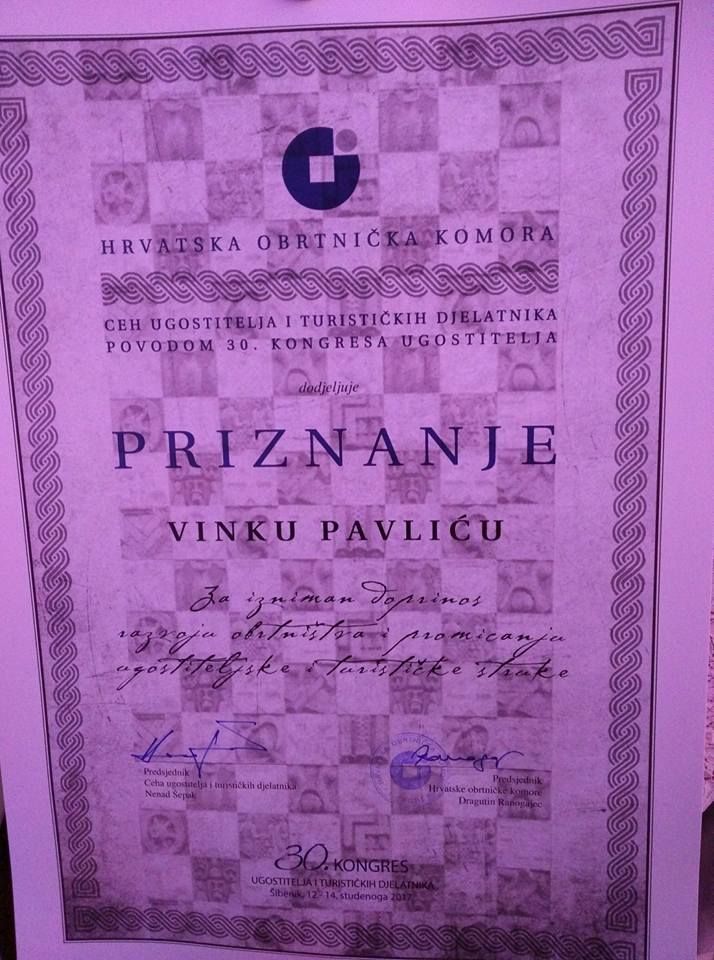 HRVATSKA OBRTNIČKA KOMORA
CEH UGOSTITELJA I TURISTIČKIH DJELATNIKA
POVODOM 30. KONGRESA UGOSTITELJA
dodjeljuje
PRIZNANJE
VINKU PAVLIĆU
Za izniman doprinos
razvoju obrtništva i promicanju
ugostiteljske i turističke struke
Predsjednik
Ceha ugostitelja i turističkih djelatnika
Nenad Šepak
Predsjednik
Hrvatske obrtničke komore
Dragutin Ranogajec
30. KONGRES
UGOSTITELJA I TURISTIČKIH DJELATNIKA
Šibenik, 12 - 14. studenoga 2017.